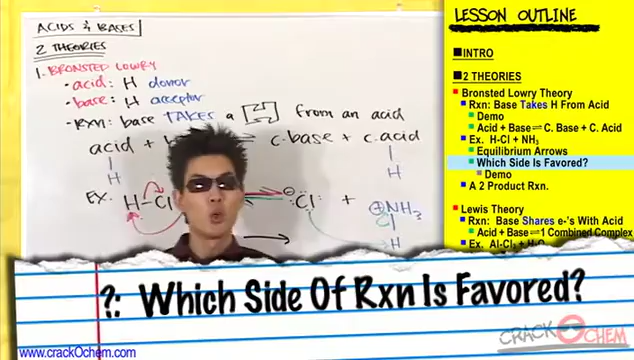 ACIDS & BASES
2 THEORIES
1. BRONSTED LOWRY
• acid: H donor
• base: H acceptor
• RXN: base TAKES a [H] from an acid
acid + c.base + c.acid
H H
EX. H-Cl ⊖:Cl: + ⊕NH3
H
?: Which Side Of Rxn Is Favored?
www.crackOchem.com
LESSON OUTLINE
INTRO
2 THEORIES
Bronsted Lowry Theory
Rxn: Base Takes H From Acid
Demo
Acid + Base ⇌ C. Base + C. Acid
Ex. H-Cl + NH3
Equilibrium Arrows
Which Side Is Favored?
Demo
A 2 Product Rxn.
Lewis Theory
Rxn: Base Shares e-'s With Acid
Acid + Base ⇌ 1 Combined Complex
Ex. Al-Cl3 + H2O
CRACK O CHEM